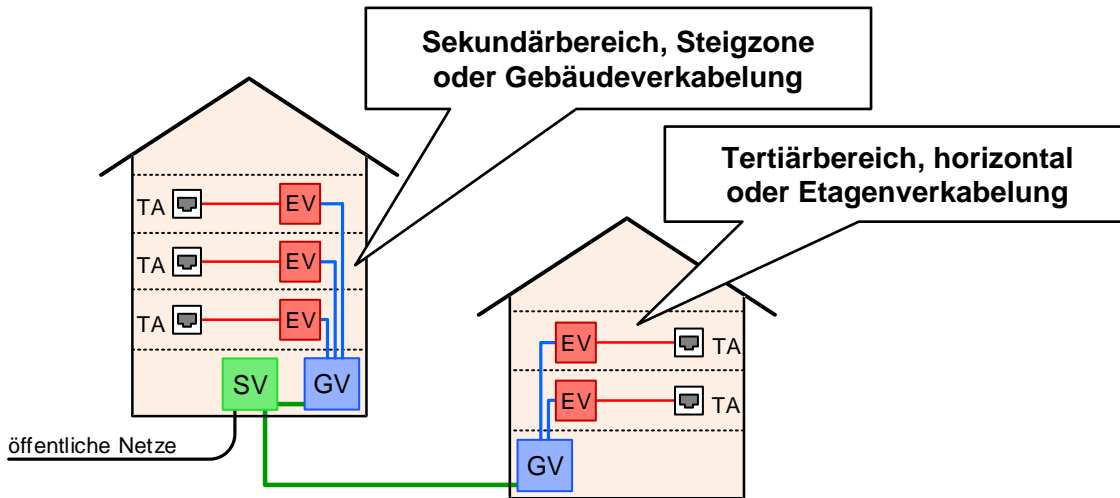 Sekundärbereich, Steigzone
oder Gebäudeverkabelung
Tertiärbereich, horizontal
oder Etagenverkabelung
TA EV
TA EV
TA EV
SV GV
öffentliche Netze
EV TA
EV TA
GV